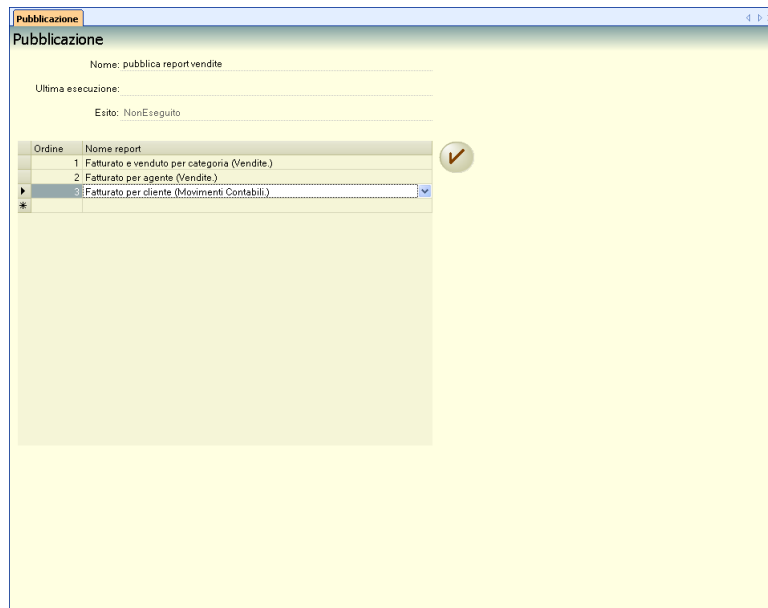 Pubblicazione
Pubblicazione
Nome: pubblica report vendite
Ultima esecuzione:
Esito: NonEseguito
Ordine Nome report
1 Fatturato e venduto per categoria (Vendite.)
2 Fatturato per agente (Vendite.)
3 Fatturato per cliente (Movimenti Contabili.)